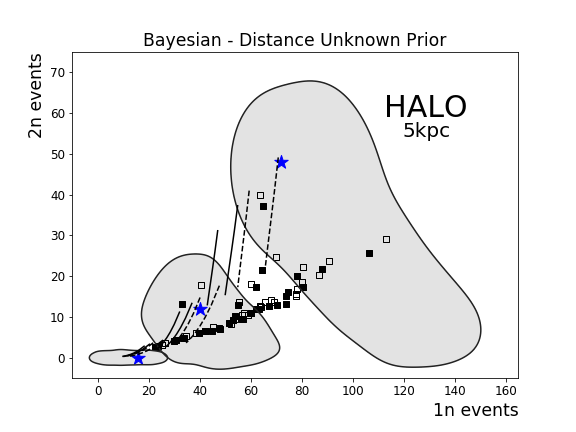 Bayesian - Distance Unknown Prior
2n events
70
60
50
40
30
20
10
0
HALO
5kpc
0 20 40 60 80 100 120 140 160
1n events